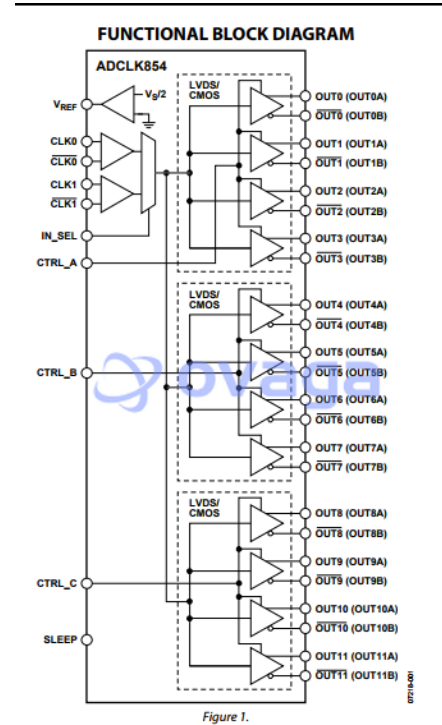 FUNCTIONAL BLOCK DIAGRAM
ADCLK854
LVDS/
CMOS
VREF
VS/2
CLK0
CLK0
CLK1
CLK1
IN_SEL
CTRL_A
OUT0 (OUT0A)
OUT0 (OUT0B)
OUT1 (OUT1A)
OUT1 (OUT1B)
OUT2 (OUT2A)
OUT2 (OUT2B)
OUT3 (OUT3A)
OUT3 (OUT3B)
LVDS/
CMOS
CTRL_B
OUT4 (OUT4A)
OUT4 (OUT4B)
OUT5 (OUT5A)
OUT5 (OUT5B)
OUT6 (OUT6A)
OUT6 (OUT6B)
OUT7 (OUT7A)
OUT7 (OUT7B)
ovaga
LVDS/
CMOS
CTRL_C
SLEEP
OUT8 (OUT8A)
OUT8 (OUT8B)
OUT9 (OUT9A)
OUT9 (OUT9B)
OUT10 (OUT10A)
OUT10 (OUT10B)
OUT11 (OUT11A)
OUT11 (OUT11B)
07218-001
Figure 1.